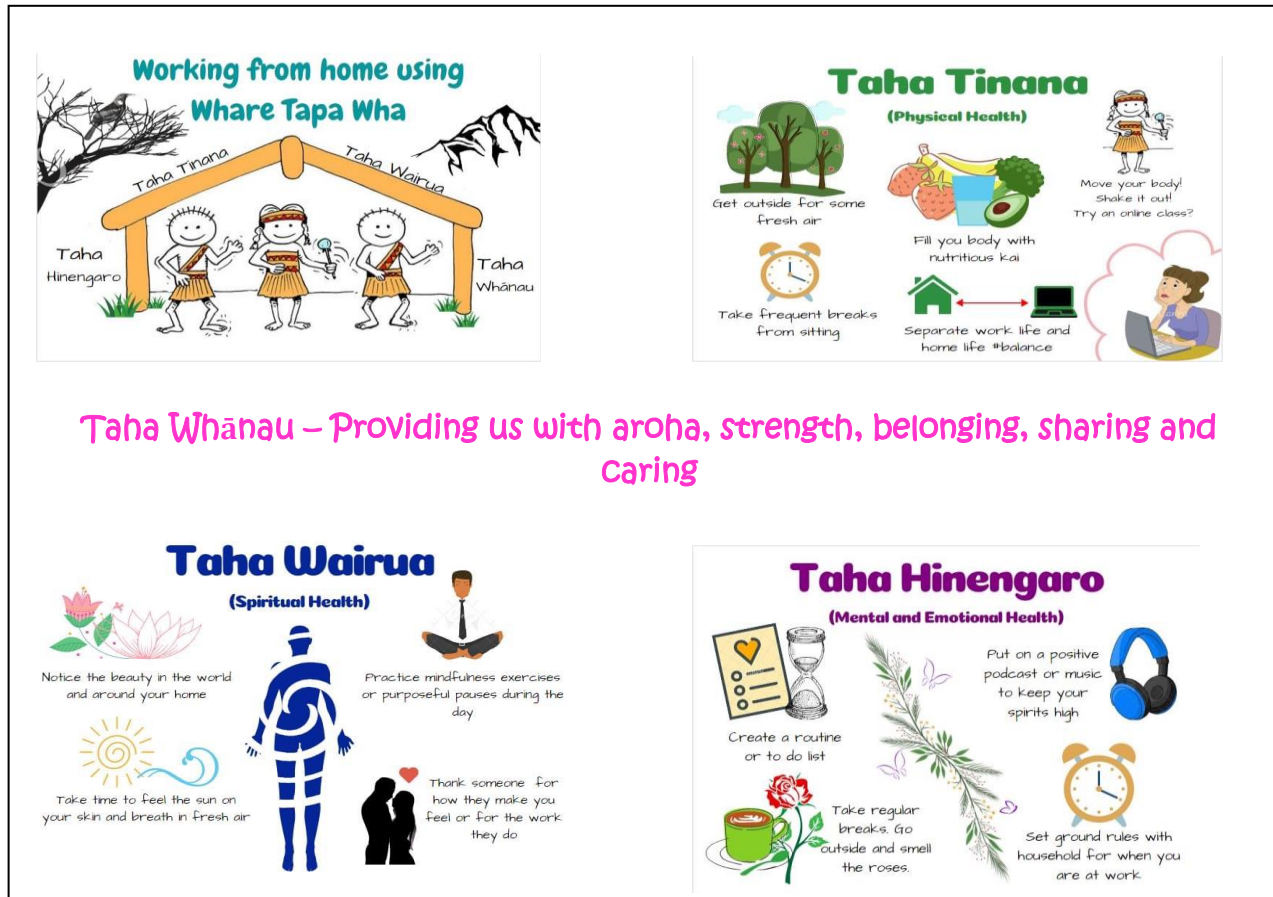 Working from home using
Whare Tapa Wha
Taha Tinana
Taha Wairua
Taha
Hinengaro
Taha
Whānau
Taha Tinana
(Physical Health)
Get outside for some
fresh air
Fill you body with
nutritious kai
Move your body!
Shake it out!
Try an online class?
Take frequent breaks
from sitting
Separate work life and
home life #balance
Taha Whānau – Providing us with aroha, strength, belonging, sharing and
caring
Taha Wairua
(Spiritual Health)
Notice the beauty in the world
and around your home
Practice mindfulness exercises
or purposeful pauses during the
day
Take time to feel the sun on
your skin and breath in fresh air
Thank someone for
how they make you
feel or for the work
they do
Taha Hinengaro
(Mental and Emotional Health)
Create a routine
or to do list
Put on a positive
podcast or music
to keep your
spirits high
Take regular
breaks. Go
outside and smell
the roses.
Set ground rules with
household for when you
are at work